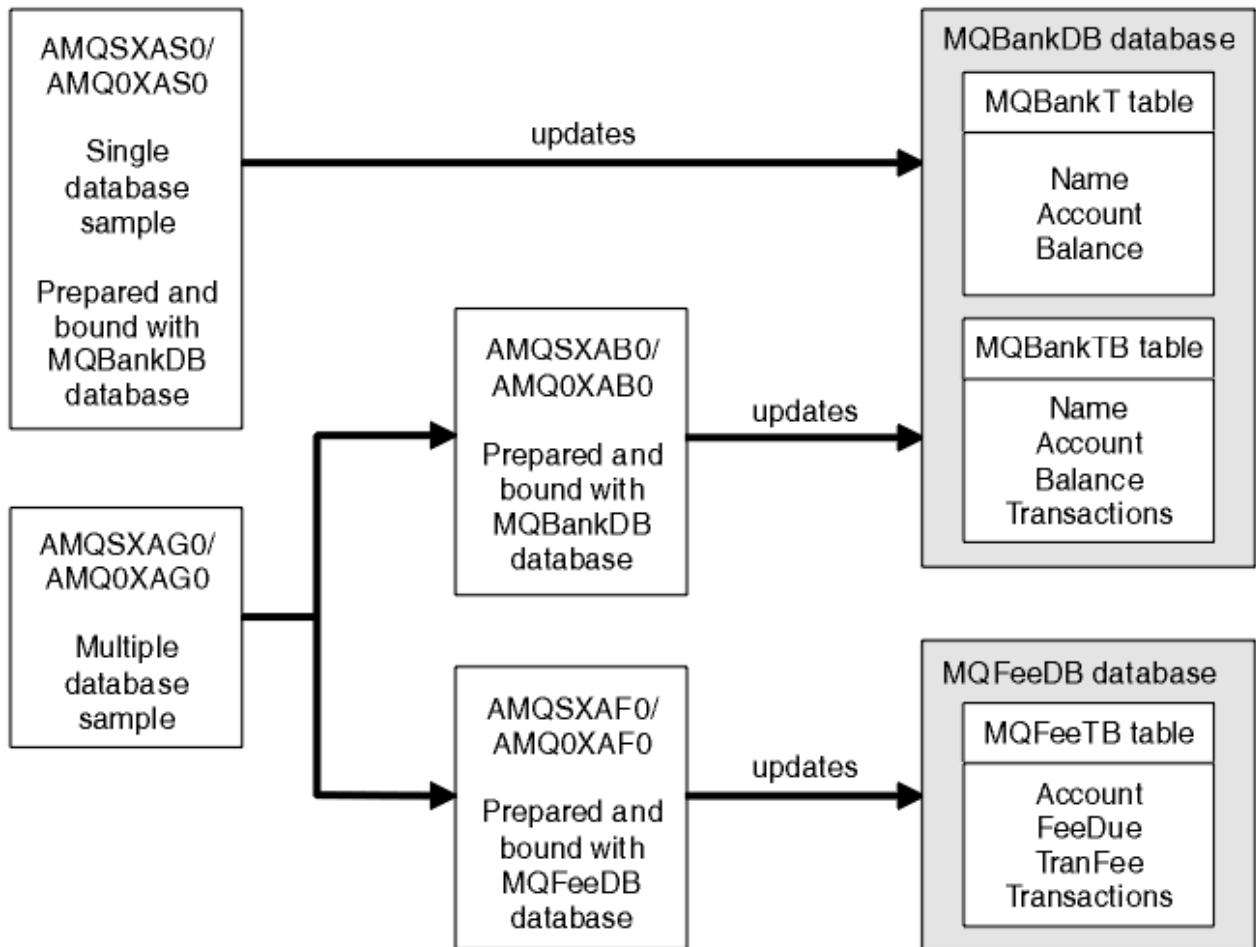 AMQSXAS0/
AMQ0XAS0
Single
database
sample
Prepared and
bound with
MQBankDB
database
updates
MQBankDB database
MQBankT table
Name
Account
Balance
MQBankTB table
Name
Account
Balance
Transactions
AMQSXAG0/
AMQ0XAG0
Multiple
database
sample
AMQSXAB0/
AMQ0XAB0
Prepared and
bound with
MQBankDB
database
updates
AMQSXAF0/
AMQ0XAF0
Prepared and
bound with
MQFeeDB
database
updates
MQFeeDB database
MQFeeTB table
Account
FeeDue
TranFee
Transactions